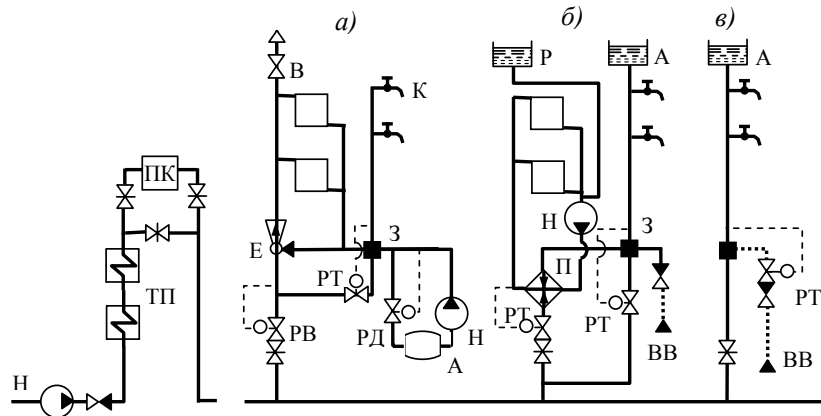 а)
б)
в)
В
К
Р
А
А
ПК
Е
З
Н
З
РТ
П
ТП
РТ
РТ
РТ
РВ
РД
Н
А
ВВ
ВВ
Н